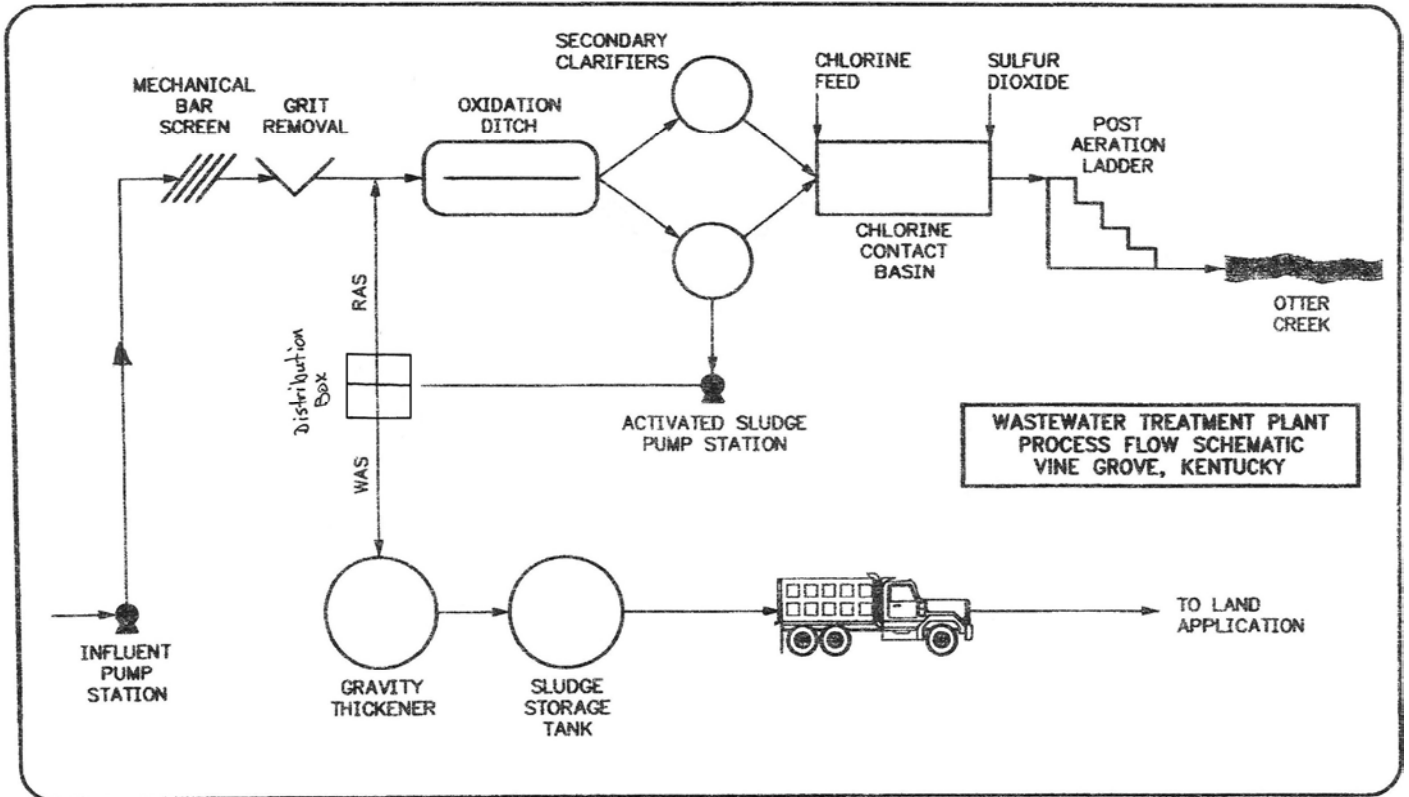 SECONDARY
CLARIFIERS
CHLORINE
FEED
SULFUR
DIOXIDE
MECHANICAL
BAR
SCREEN
GRIT
REMOVAL
OXIDATION
DITCH
POST
AERATION
LADDER
CHLORINE
CONTACT
BASIN
OTTER
CREEK
RAS
Distribution
Box
WAS
ACTIVATED SLUDGE
PUMP STATION
WASTEWATER TREATMENT PLANT
PROCESS FLOW SCHEMATIC
VINE GROVE, KENTUCKY
INFLUENT
PUMP
STATION
GRAVITY
THICKENER
SLUDGE
STORAGE
TANK
TO LAND
APPLICATION